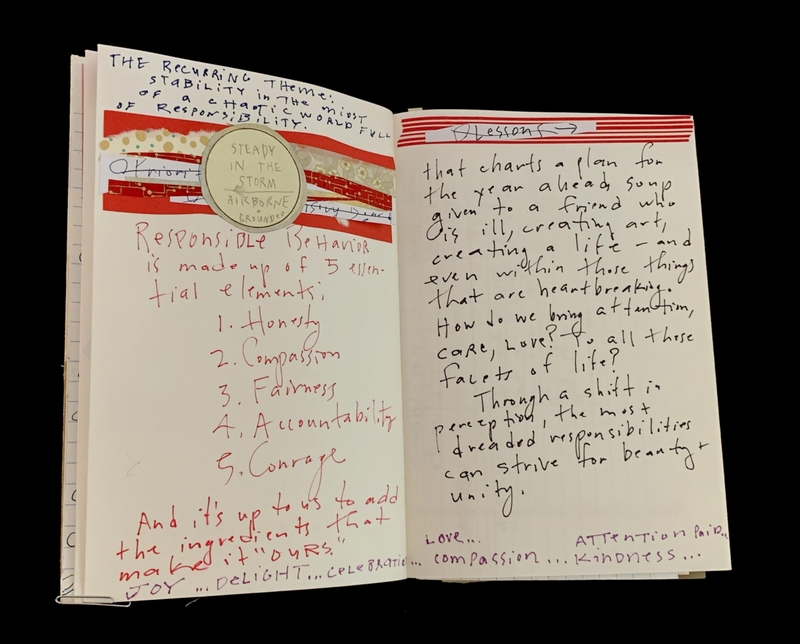 THE RECURRING THEME:
STABILITY IN THE MIDST
OF A CHAOTIC WORLD FULL
OF RESPONSIBILITY.
STEADY
IN THE
STORM
AIRBORNE
+
GROUNDED
Responsible Behavior
is made up of 5 essen-
tial elements:
1. Honesty
2. Compassion
3. Fairness
4. Accountability
5. Courage
And it's up to us to add
the ingredients that
make it "OURS."
JOY ... DELIGHT... CELEBRATIO
Lessons →
that charts a plan for
the year ahead, soup
given to a friend who
is ill, creating art,
creating a life – and
even within those things
that are heartbreaking.
How do we bring attention,
care, love? To all these
facets of life?
Through a shift in
perception, the most
dreaded responsibilities
can strive for beauty +
unity.
LOVE... ATTENTION PAID..
compassion ... Kindness ...